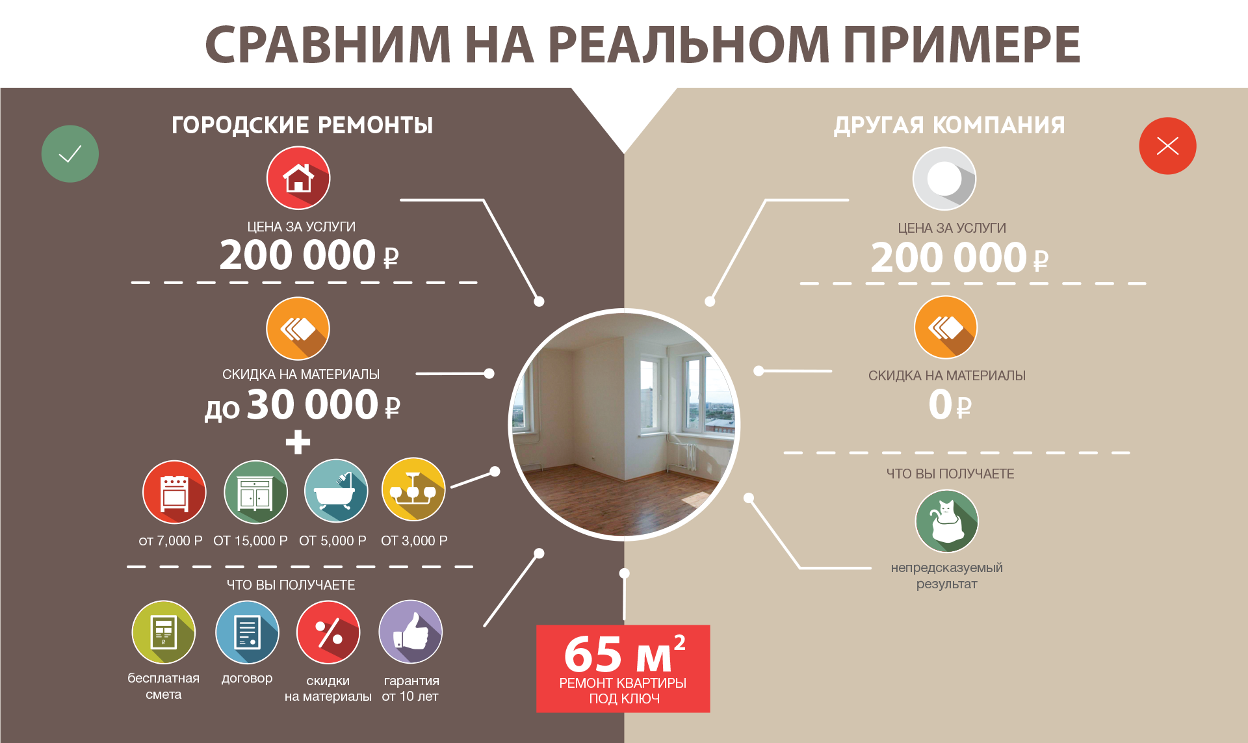 СРАВНИМ НА РЕАЛЬНОМ ПРИМЕРЕ
ГОРОДСКИЕ РЕМОНТЫ
ЦЕНА ЗА УСЛУГИ
200 000 ₽
СКИДКА НА МАТЕРИАЛЫ
до 30 000 ₽
+
от 7,000 Р ОТ 15,000 Р ОТ 5,000 Р ОТ 3,000 Р
ЧТО ВЫ ПОЛУЧАЕТЕ
бесплатная
смета
договор
скидки
на материалы
гарантия
от 10 лет
65 м²
РЕМОНТ КВАРТИРЫ
ПОД КЛЮЧ
ДРУГАЯ КОМПАНИЯ
ЦЕНА ЗА УСЛУГИ
200 000 ₽
СКИДКА НА МАТЕРИАЛЫ
0 ₽
ЧТО ВЫ ПОЛУЧАЕТЕ
непредсказуемый
результат